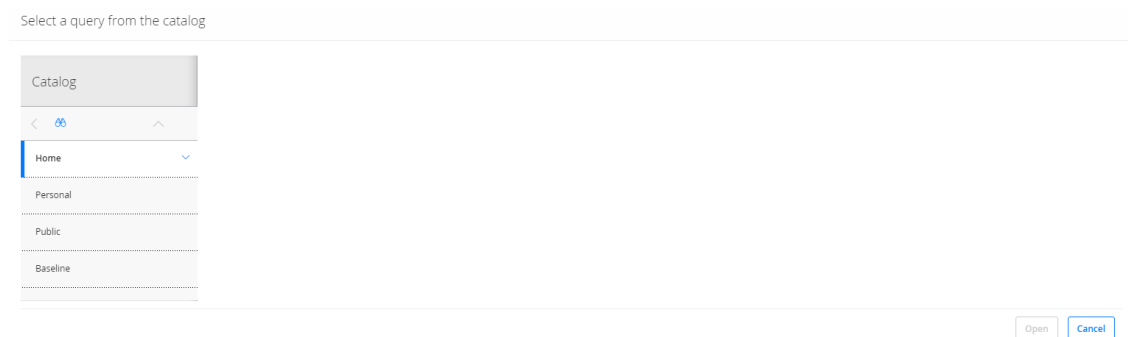 Select a query from the catalog
Catalog
Home
Personal
Public
Baseline
Open Cancel